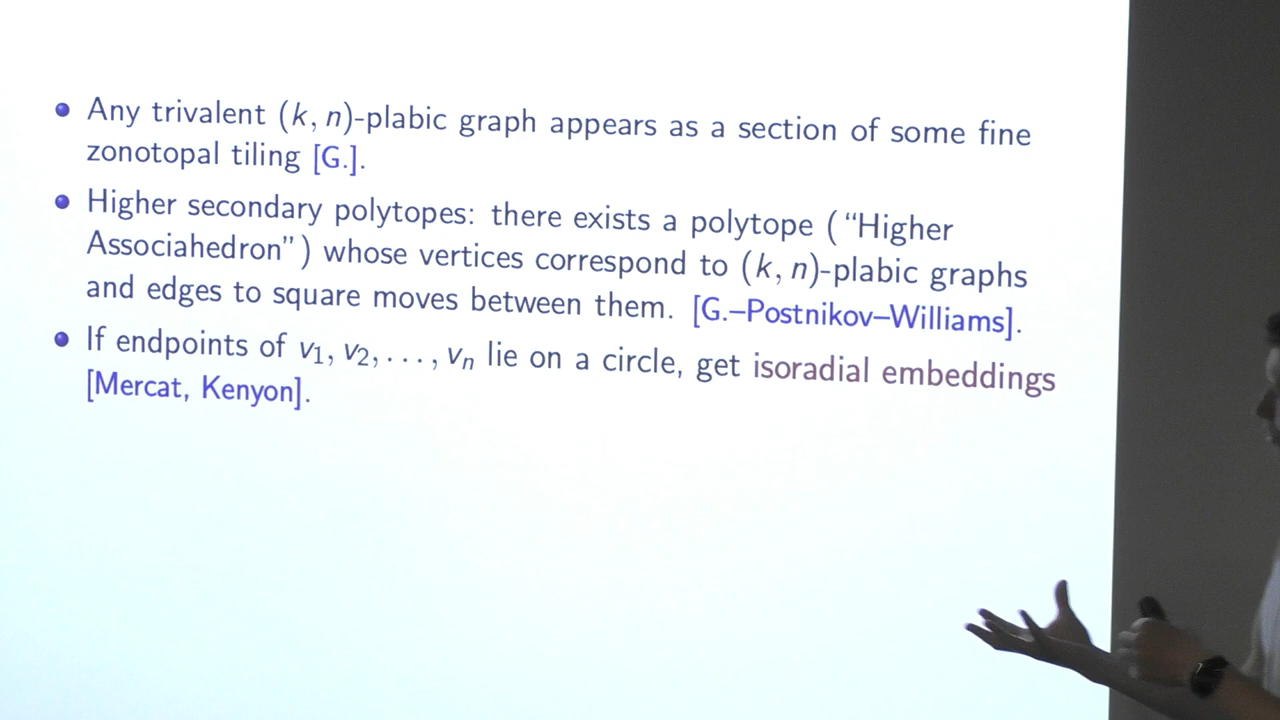 • Any trivalent (k, n)-plabic graph appears as a section of some fine
zonotopal tiling [G.].
• Higher secondary polytopes: there exists a polytope (“Higher
Associahedron”) whose vertices correspond to (k, n)-plabic graphs
and edges to square moves between them. [G.–Postnikov–Williams].
• If endpoints of v₁, v₂, . . . , vₙ lie on a circle, get isoradial embeddings
[Mercat, Kenyon].